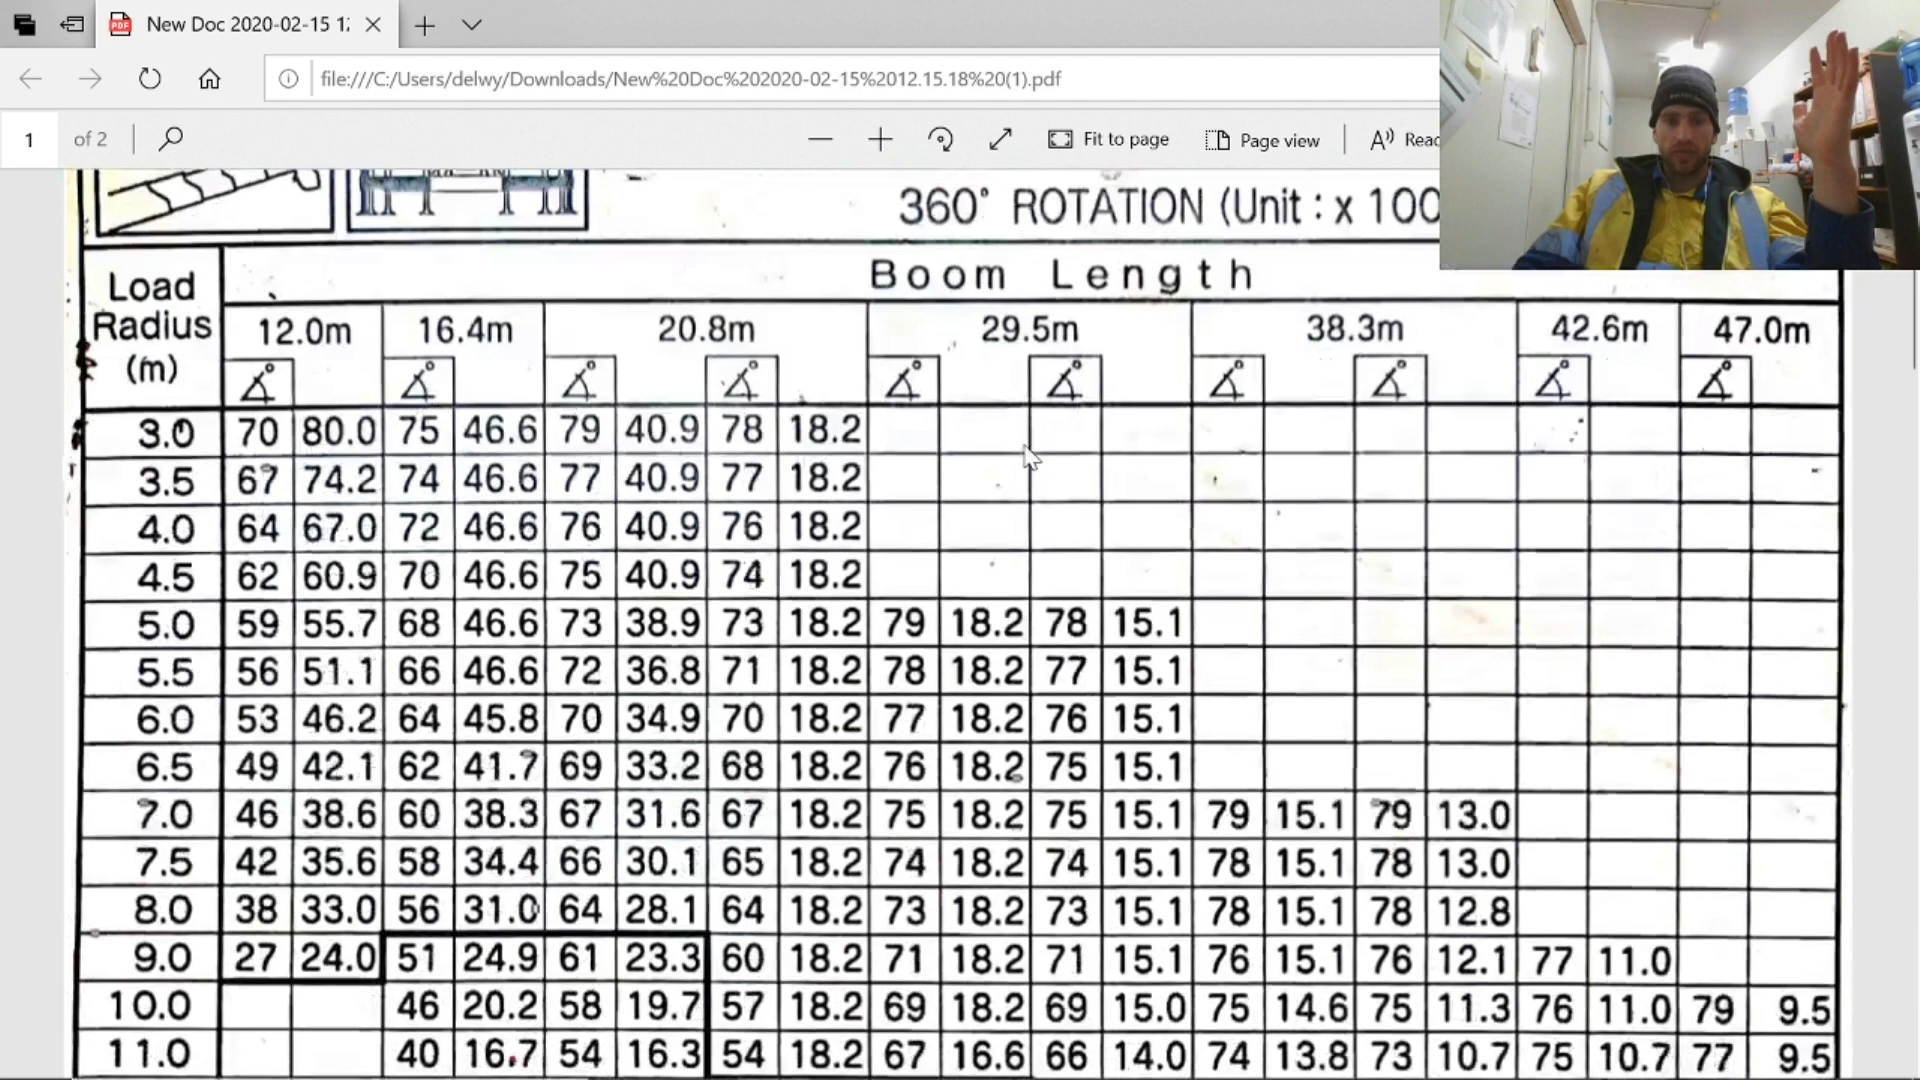 New Doc 2020-02-15 1
file:///C:/Users/delwy/Downloads/New%20Doc%202020-02-15%2012.15.18%20(1).pdf
1 of 2
Fit to page
Page view
360° ROTATION (Unit : x 100
Load Radius (m) Boom Length
12.0m 16.4m 20.8m 29.5m 38.3m 42.6m 47.0m
3.0 70 80.0 75 46.6 79 40.9 78 18.2
3.5 67 74.2 74 46.6 77 40.9 77 18.2
4.0 64 67.0 72 46.6 76 40.9 76 18.2
4.5 62 60.9 70 46.6 75 40.9 74 18.2
5.0 59 55.7 68 46.6 73 38.9 73 18.2 79 18.2 78 15.1
5.5 56 51.1 66 46.6 72 36.8 71 18.2 78 18.2 77 15.1
6.0 53 46.2 64 45.8 70 34.9 70 18.2 77 18.2 76 15.1
6.5 49 42.1 62 41.7 69 33.2 68 18.2 76 18.2 75 15.1
7.0 46 38.6 60 38.3 67 31.6 67 18.2 75 18.2 75 15.1 79 15.1 79 13.0
7.5 42 35.6 58 34.4 66 30.1 65 18.2 74 18.2 74 15.1 78 15.1 78 13.0
8.0 38 33.0 56 31.0 64 28.1 64 18.2 73 18.2 73 15.1 78 15.1 78 12.8
9.0 27 24.0 51 24.9 61 23.3 60 18.2 71 18.2 71 15.1 76 15.1 76 12.1 77 11.0
10.0 46 20.2 58 19.7 57 18.2 69 18.2 69 15.0 75 14.6 75 11.3 76 11.0 79 9.5
11.0 40 16.7 54 16.3 54 18.2 67 16.6 66 14.0 74 13.8 73 10.7 75 10.7 77 9.5